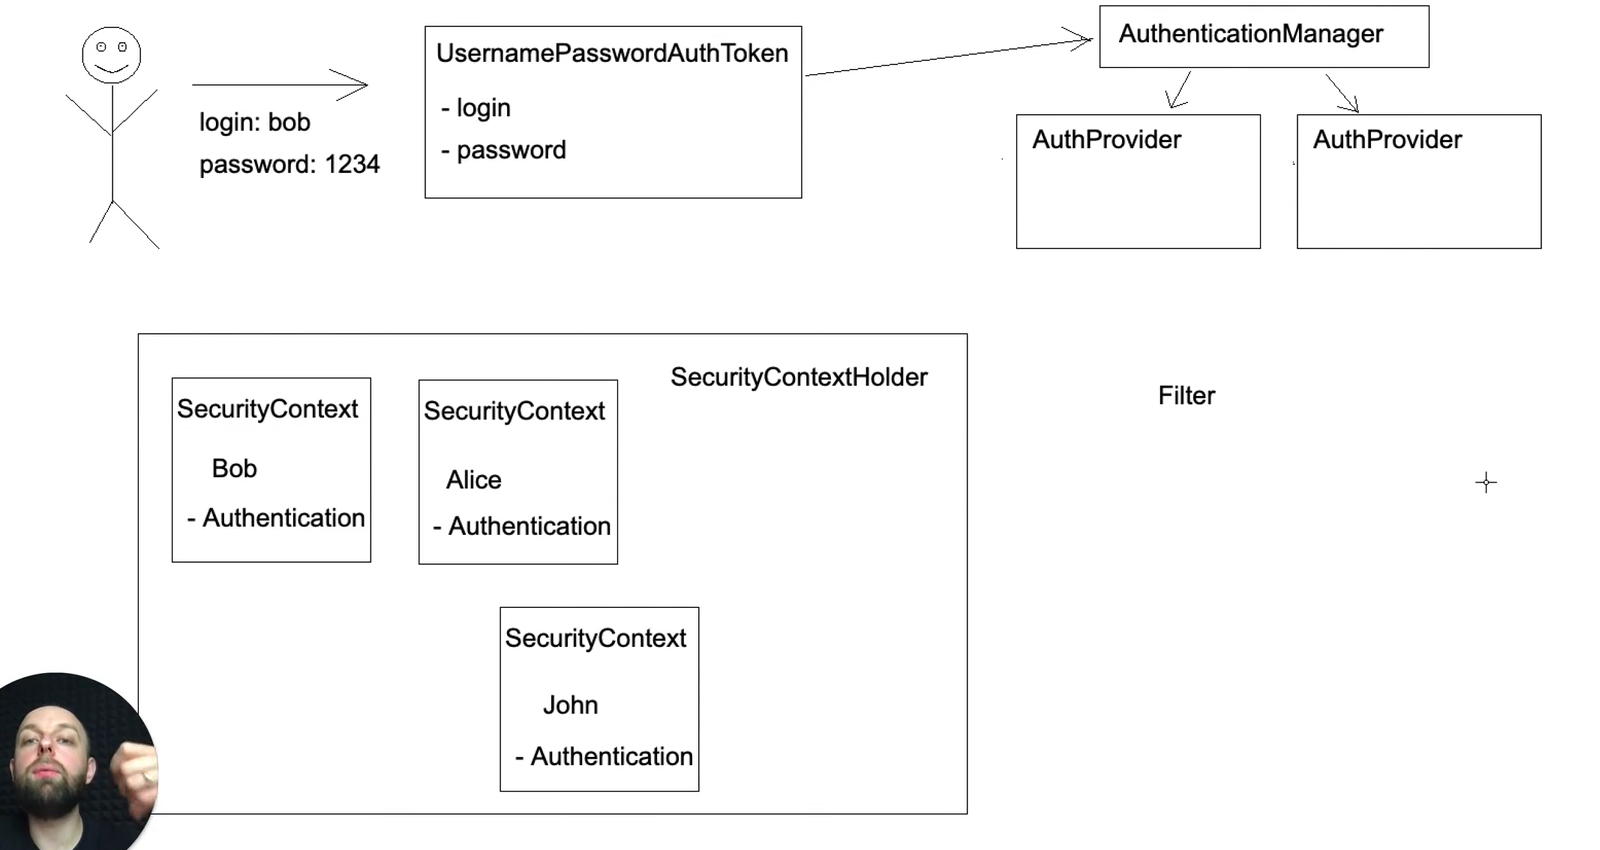 UsernamePasswordAuthToken
- login
- password
login: bob
password: 1234
AuthenticationManager
AuthProvider
AuthProvider
SecurityContextHolder
SecurityContext
Bob
- Authentication
SecurityContext
Alice
- Authentication
SecurityContext
John
- Authentication
Filter